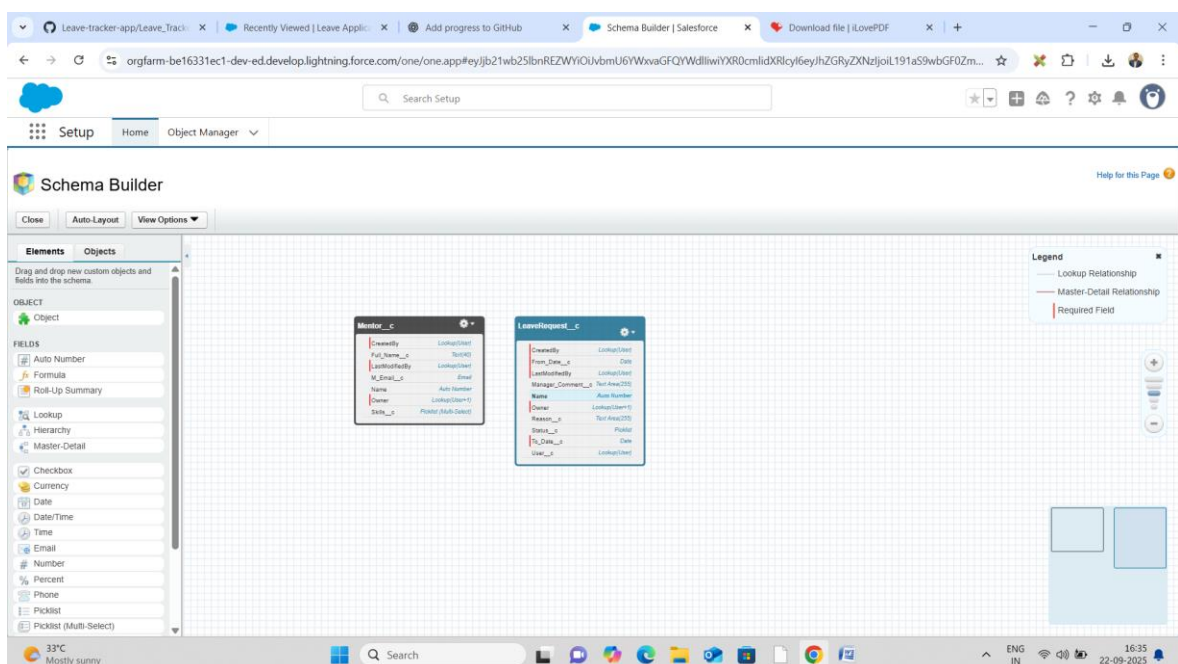 Leave-tracker-app/Leave_Track
Recently Viewed | Leave Applic
Add progress to GitHub
Schema Builder | Salesforce
Download file | iLovePDF
Search Setup
Setup
Home
Object Manager
Schema Builder
Help for this Page
Close
Auto-Layout
View Options
Elements
Objects
Drag and drop new custom objects and
fields into the schema.
OBJECT
Object
FIELDS
Auto Number
Formula
Roll-Up Summary
Lookup
Hierarchy
Master-Detail
Checkbox
Currency
Date
Date/Time
Time
Email
Number
Percent
Phone
Picklist
Picklist (Multi-Select)
Mentor__c
CreatedBy Lookup(User)
Full_Name__c Text(40)
LastModifiedBy Lookup(User)
M_Email__c Email
Name Auto Number
Owner Lookup(User+1)
Skills__c Picklist (Multi-Select)
LeaveRequest__c
CreatedBy Lookup(User)
From_Date__c Date
LastModifiedBy Lookup(User)
Manager_Comment__c Text Area(255)
Name Auto Number
Owner Lookup(User+1)
Reason__c Text Area(255)
Status__c Picklist
To_Date__c Date
User__c Lookup(User)
Legend
Lookup Relationship
Master-Detail Relationship
Required Field
33°C
Mostly sunny
Search
ENG
IN
16:35
22-09-2025